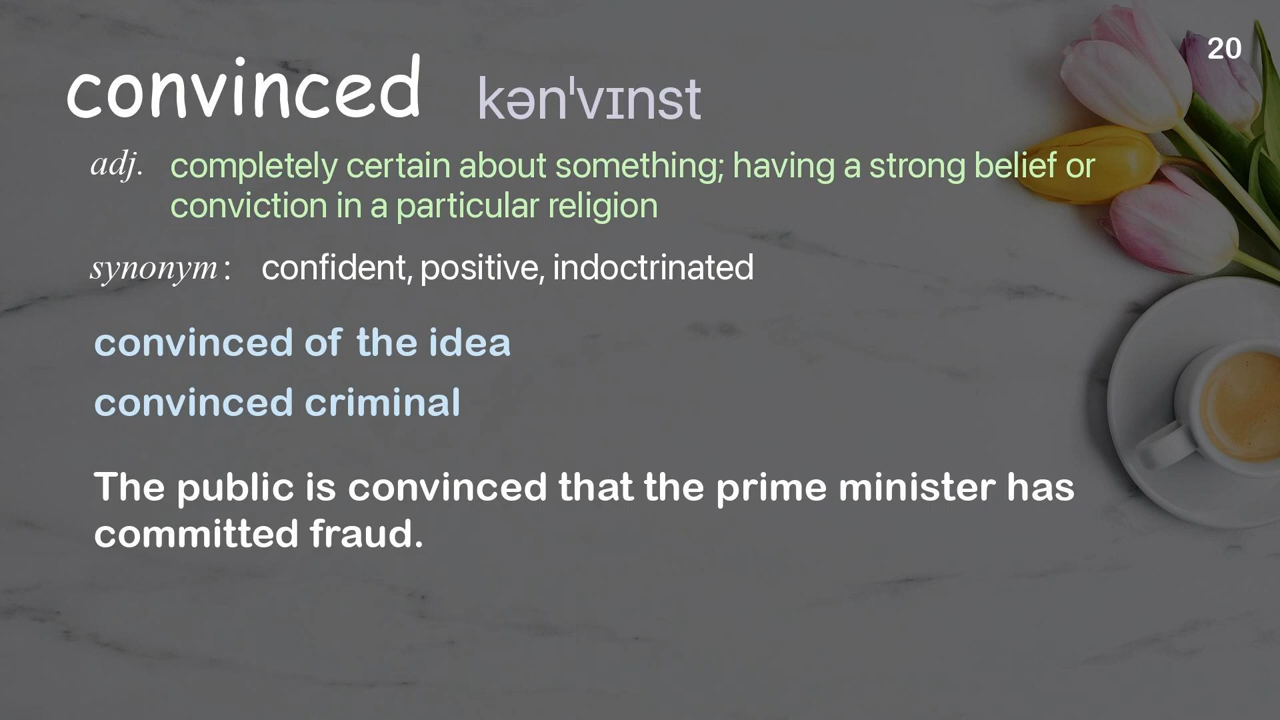 20
convinced kən'vɪnst
adj. completely certain about something; having a strong belief or
conviction in a particular religion
synonym: confident, positive, indoctrinated
convinced of the idea
convinced criminal
The public is convinced that the prime minister has
committed fraud.